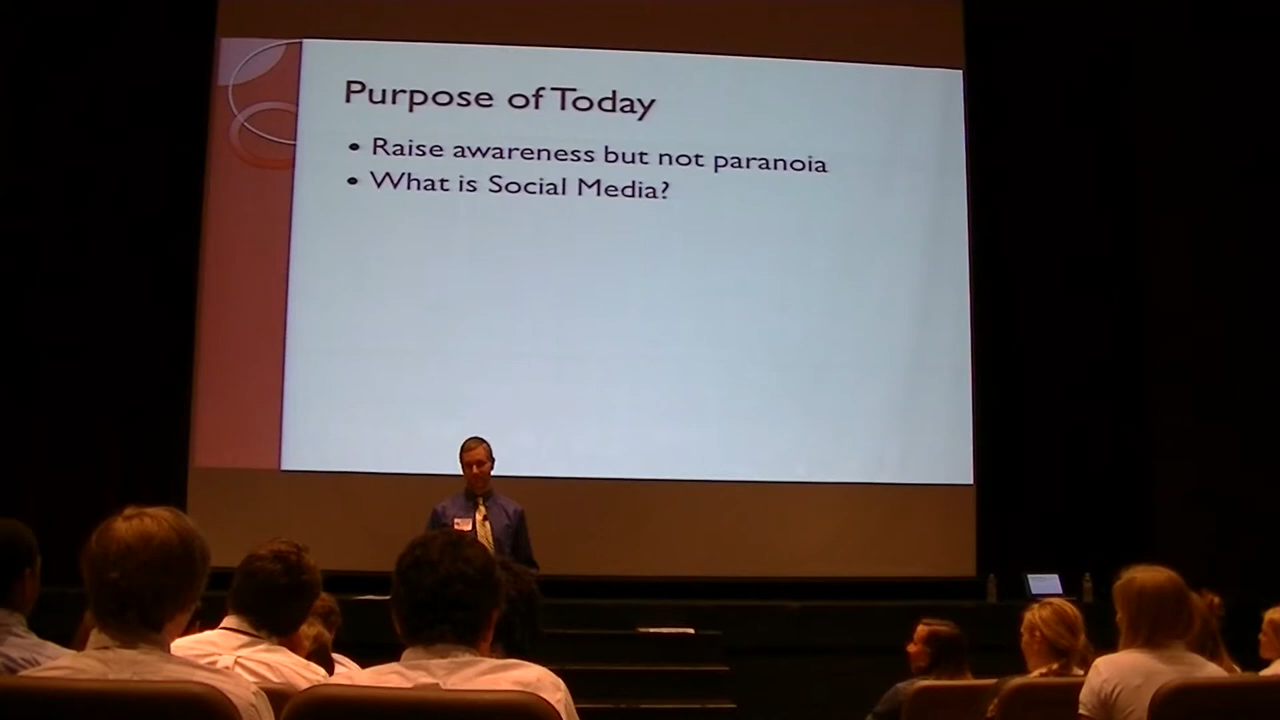 Purpose of Today
• Raise awareness but not paranoia
• What is Social Media?